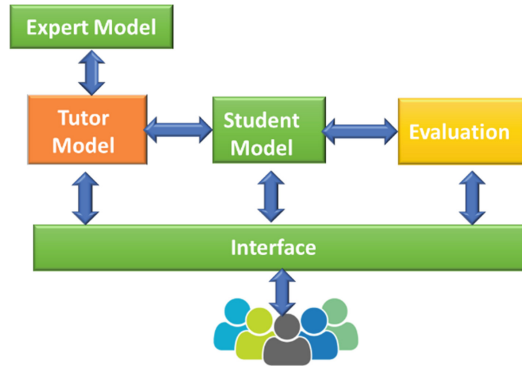 Expert Model
Tutor
Model
Student
Model
Evaluation
Interface